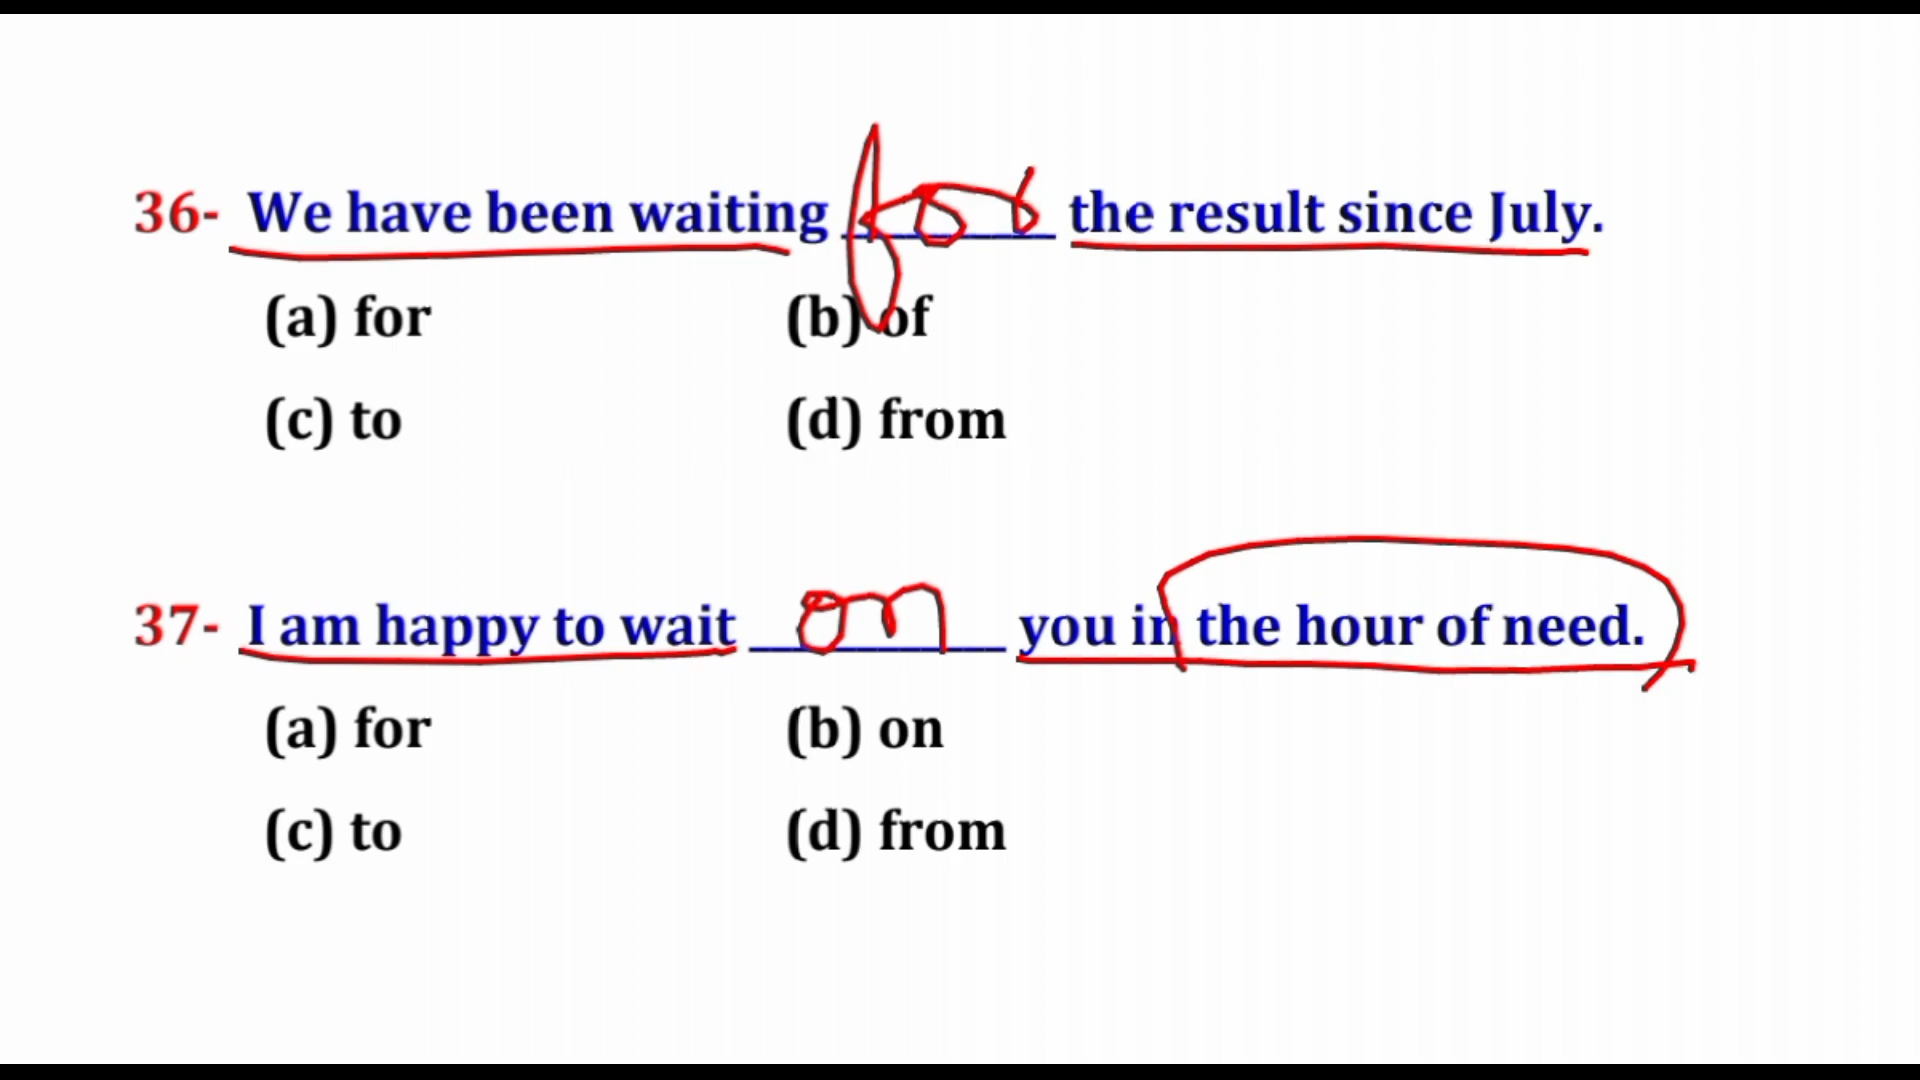 36- We have been waiting for the result since July.
(a) for (b) of
(c) to (d) from
37- I am happy to wait on you in the hour of need.
(a) for (b) on
(c) to (d) from